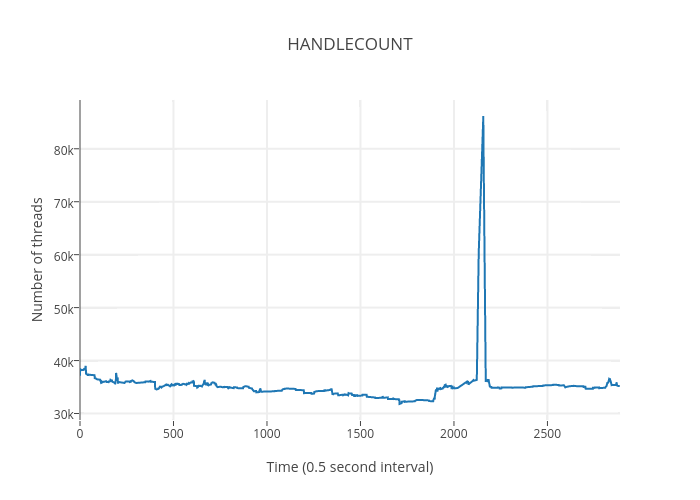 HANDLECOUNT
Number of threads
80k
70k
60k
50k
40k
30k
0
500
1000
1500
2000
2500
Time (0.5 second interval)